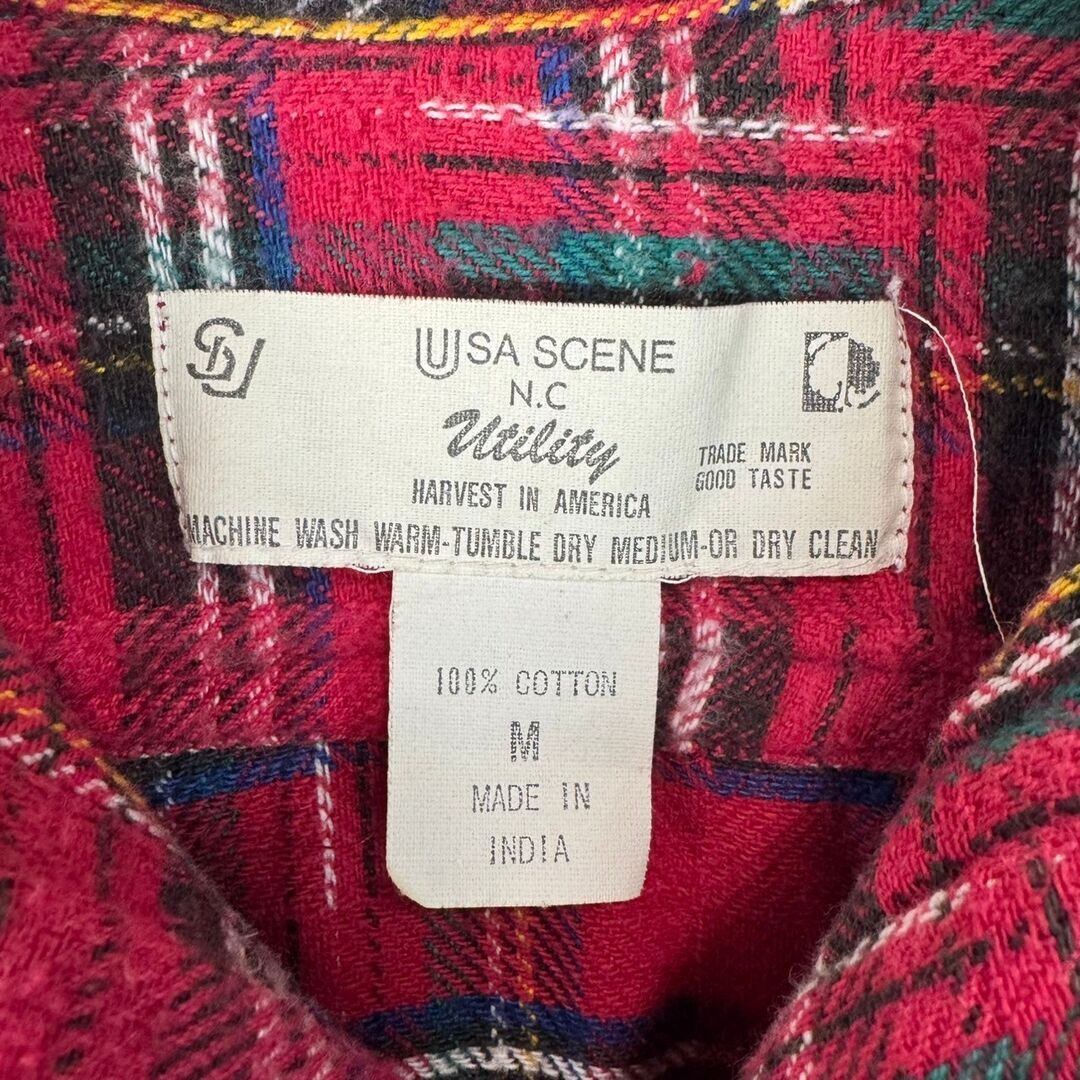 SU
USA SCENE
N.C
Utility
TRADE MARK
GOOD TASTE
HARVEST IN AMERICA
MACHINE WASH WARM-TUMBLE DRY MEDIUM-OR DRY CLEAN
100% COTTON
M
MADE IN
INDIA